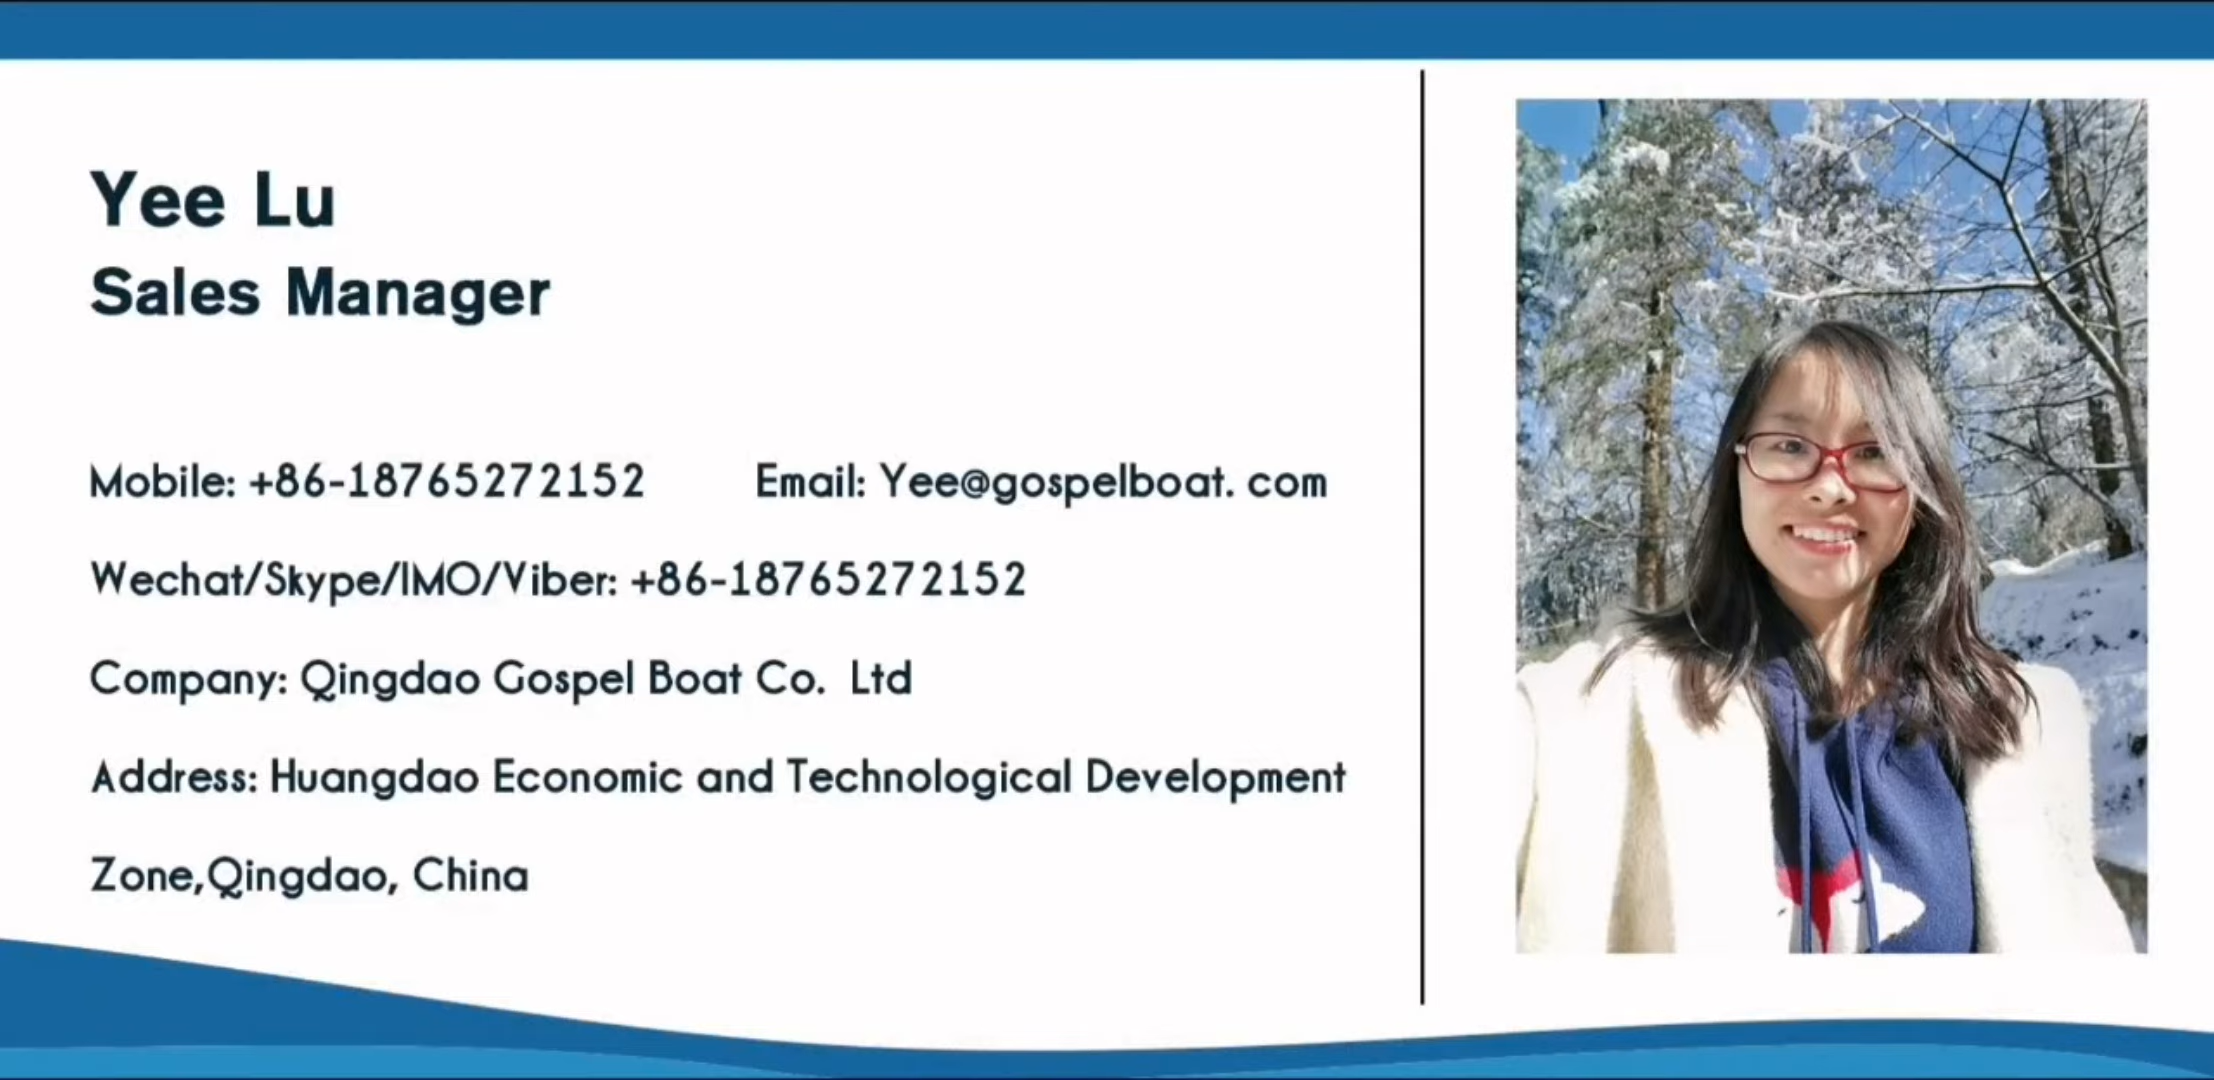 Yee Lu
Sales Manager
Mobile: +86-18765272152 Email: Yee@gospelboat. com
Wechat/Skype/IMO/Viber: +86-18765272152
Company: Qingdao Gospel Boat Co. Ltd
Address: Huangdao Economic and Technological Development
Zone,Qingdao, China